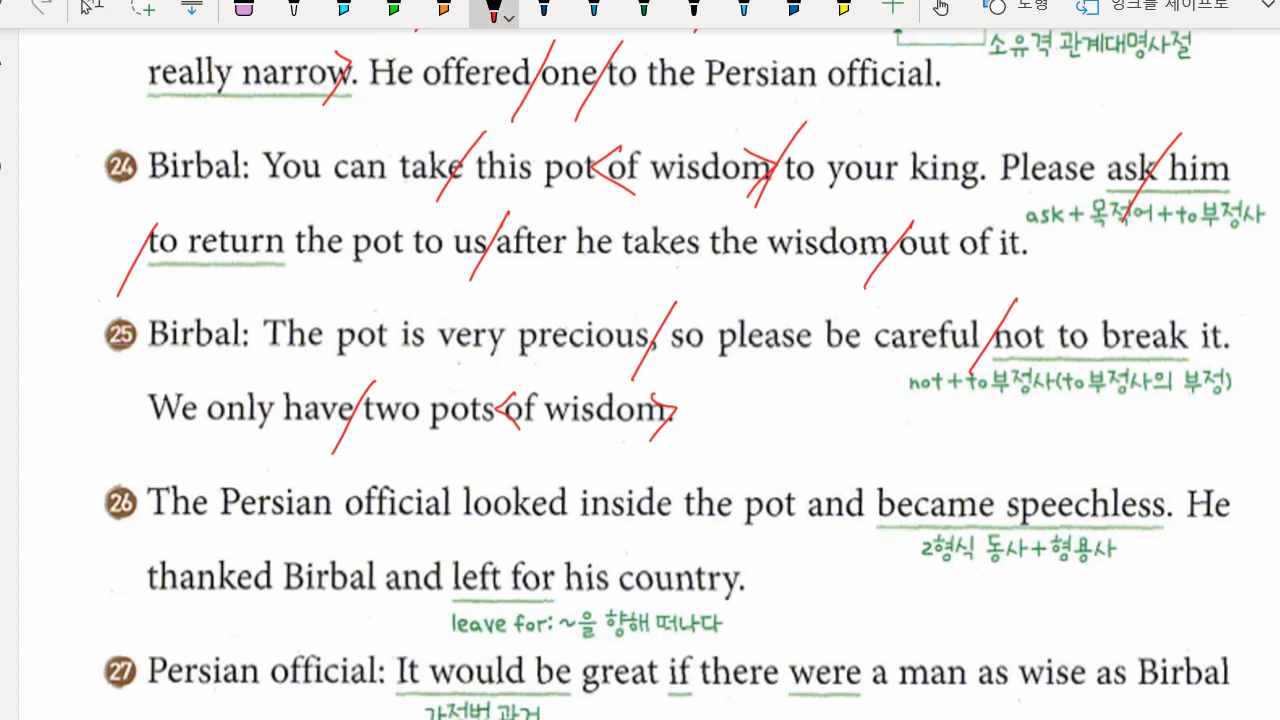 도형
잉크를 셰이프로
소유격 관계대명사절
really narrow. He offered one to the Persian official.
24 Birbal: You can take this pot of wisdom to your king. Please ask him
ask+목적어+to부정사
to return the pot to us after he takes the wisdom out of it.
25 Birbal: The pot is very precious, so please be careful not to break it.
not+to부정사(to부정사의 부정)
We only have two pots of wisdom.
26 The Persian official looked inside the pot and became speechless. He
2형식 동사+형용사
thanked Birbal and left for his country.
leave for: ~을 향해 떠나다
27 Persian official: It would be great if there were a man as wise as Birbal
가정법 과거